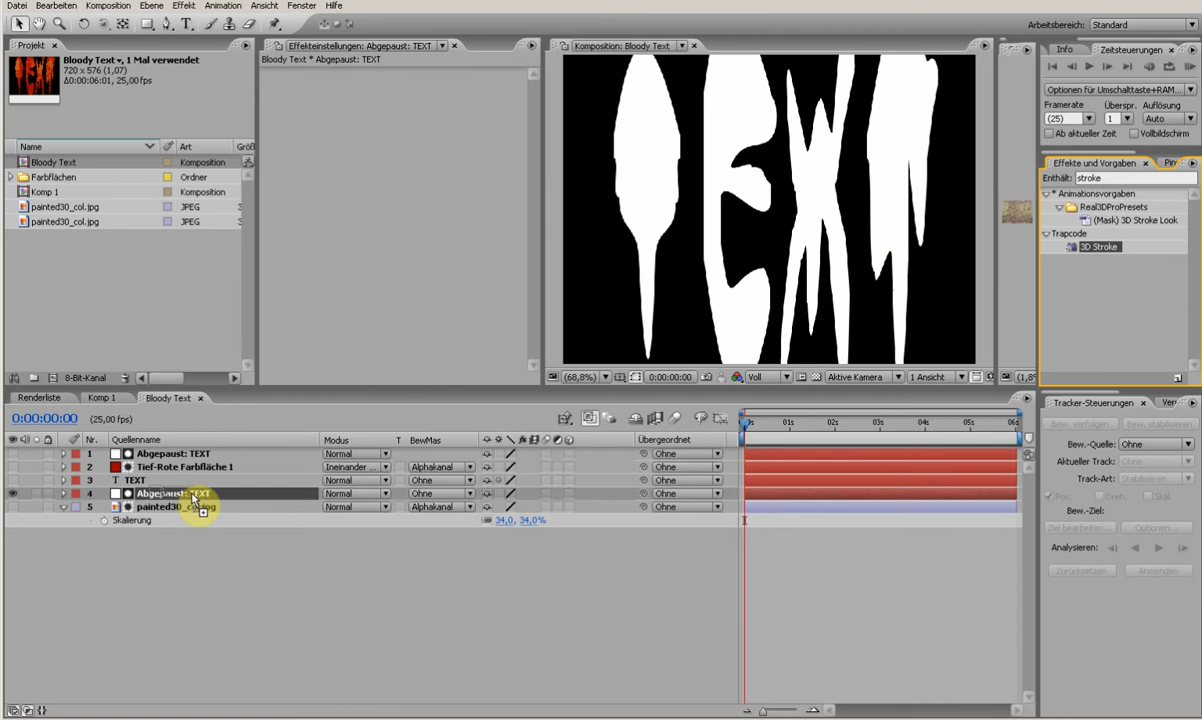 Datei Bearbeiten Komposition Ebene Effekt Animation Ansicht Fenster Hilfe
Arbeitsbereich: Standard
Projekt
Bloody Text, 1 Mal verwendet
720 x 576 (1,07)
Δ0:00:06:01, 25,00 fps
Name Art Größ
Bloody Text Komposition
Farbflächen Ordner
Komp 1 Komposition
painted30_col.jpg JPEG
painted30_col.jpg JPEG
8-Bit-Kanal
Effekteinstellungen: Abgepaust: TEXT
Bloody Text * Abgepaust: TEXT
Komposition: Bloody Text
TEXT
(68,8%) 0:00:00:00 Voll Aktive Kamera 1 Ansicht (1,8%
Info Zeitsteuerungen
Optionen für Umschalttaste+RAM...
Framerate Überspr. Auflösung
(25) 1 Auto
Ab aktueller Zeit Vollbildschirm
Effekte und Vorgaben
Enthält: stroke
* Animationsvorgaben
Real3DProPresets
(Mask) 3D Stroke Look
Trapcode
3D Stroke
Renderliste Komp 1 Bloody Text
0:00:00:00 (25,00 fps)
Nr. Quellenname Modus T BewMas Übergeordnet
01s 02s 03s 04s 05s 06s
1 Abgepaust: TEXT Normal Ohne
2 Tief-Rote Farbfläche 1 Ineinander ... Alphakanal Ohne
3 T TEXT Normal Ohne Ohne
4 Abgepaust: TEXT Normal Ohne Ohne
5 painted30_col.jpg Normal Alphakanal Ohne
Skalierung 34,0, 34,0%
Tracker-Steuerungen
Bew. verfolgen Bew. stabilisieren
Bew.-Quelle: Ohne
Aktueller Track: Ohne
Track-Art: Stabilisieren
Pos Dreh. Skal.
Bew.-Ziel:
Ziel bearbeiten... Optionen...
Analysieren:
Zurücksetzen Anwenden